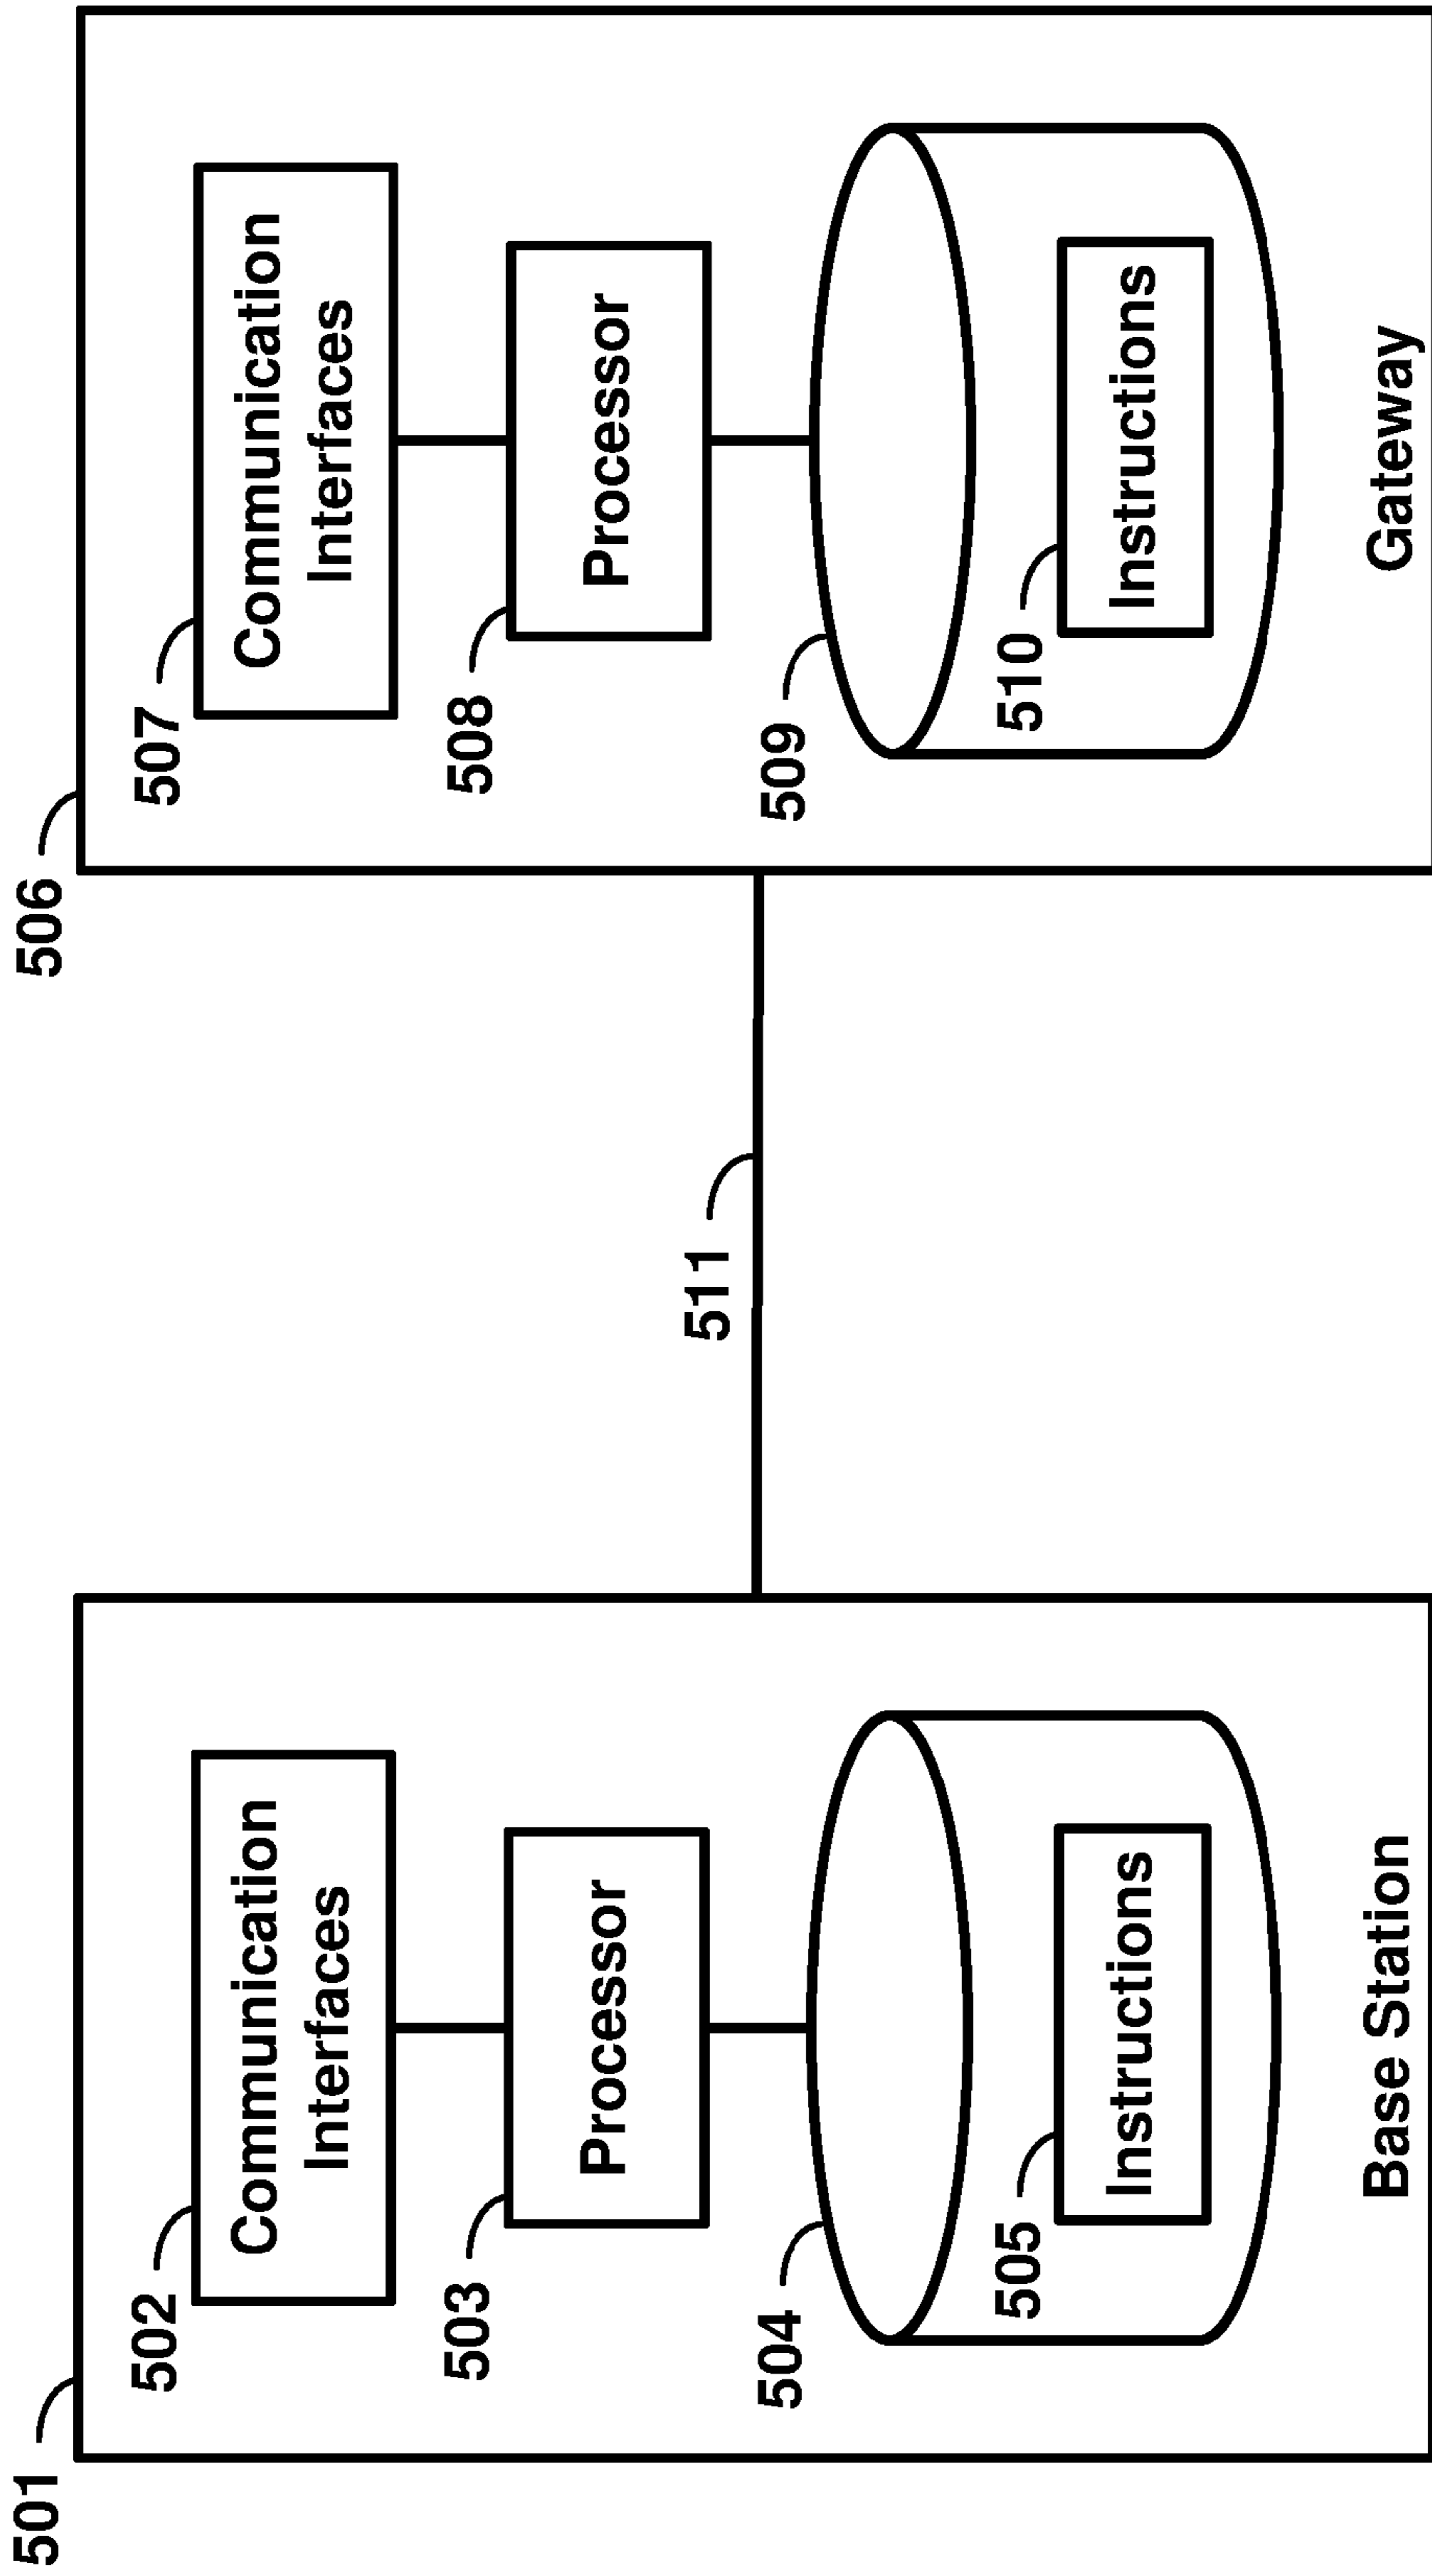 501
502
Communication
Interfaces
503
Processor
504
505
Instructions
Base Station
511
506
507
Communication
Interfaces
508
Processor
509
510
Instructions
Gateway